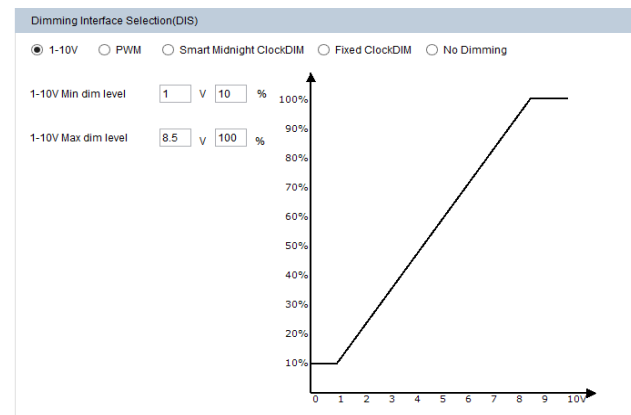 Dimming Interface Selection(DIS)
1-10V PWM Smart Midnight ClockDIM Fixed ClockDIM No Dimming
1-10V Min dim level 1 V 10 %
1-10V Max dim level 8.5 V 100 %
100%
90%
80%
70%
60%
50%
40%
30%
20%
10%
0 1 2 3 4 5 6 7 8 9 10V